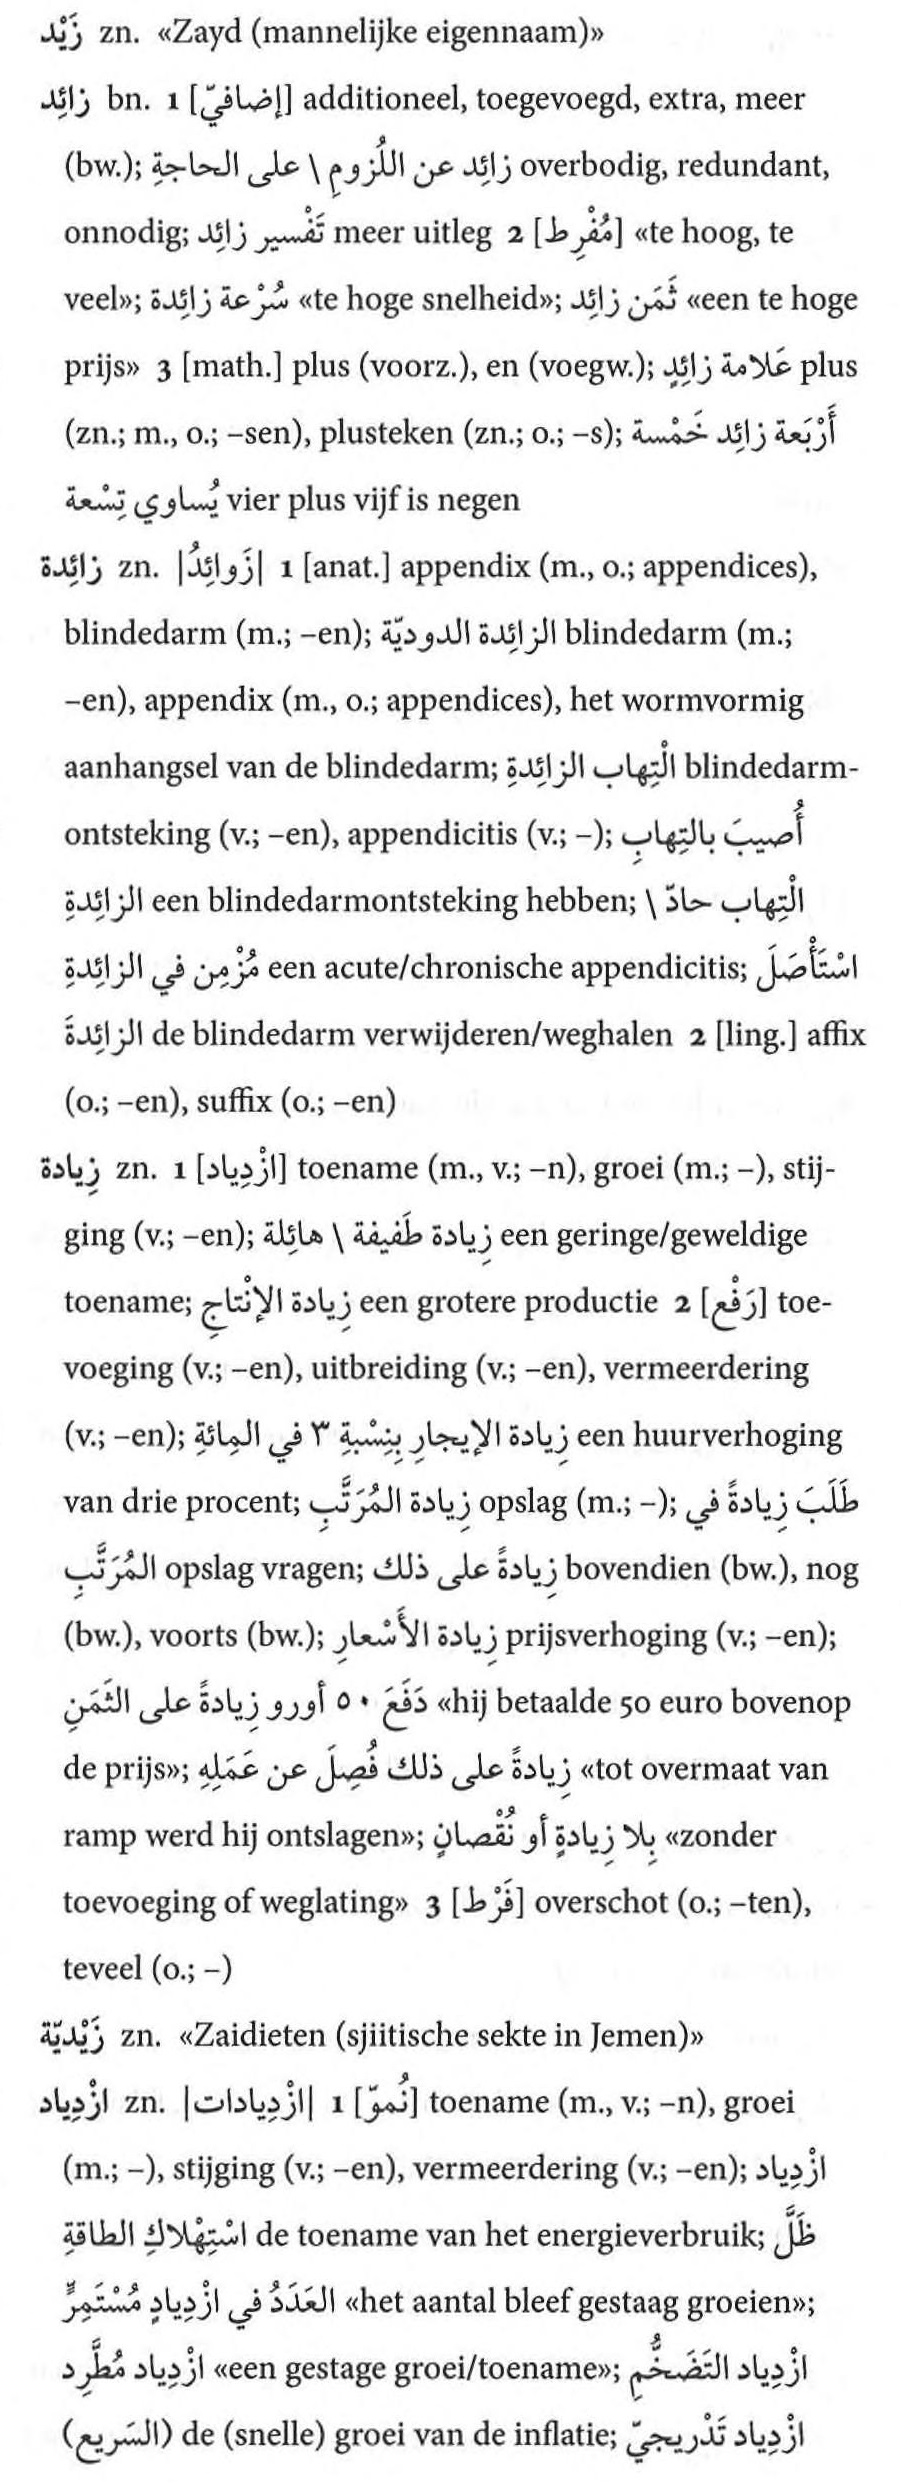 زَيْد zn. «Zayd (mannelijke eigennaam)»
زائِد bn. 1 [إضافيّ] additioneel, toegevoegd, extra, meer
(bw.); زائِد عن اللُزومِ \ على الحاجةِ overbodig, redundant,
onnodig; تَفْسير زائِد meer uitleg 2 [مُفْرِط] «te hoog, te
veel»; سُرْعة زائِدة «te hoge snelheid»; ثَمَن زائِد «een te hoge
prijs» 3 [math.] plus (voorz.), en (voegw.); عَلامة زائِدٍ plus
(zn.; m., o.; –sen), plusteken (zn.; o.; –s); أَرْبَعة زائِد خَمْسة
يُساوي تِسْعة vier plus vijf is negen
زائِدة zn. |زَوائِدُ| 1 [anat.] appendix (m., o.; appendices),
blindedarm (m.; –en); الزائِدة الدوديّة blindedarm (m.;
–en), appendix (m., o.; appendices), het wormvormig
aanhangsel van de blindedarm; الْتِهاب الزائِدةِ blindedarm-
ontsteking (v.; –en), appendicitis (v.; –); أُصيبَ بالتِهابِ
الزائِدةِ een blindedarmontsteking hebben; الْتِهاب حادّ \
مُزْمِن في الزائِدةِ een acute/chronische appendicitis; اسْتَأْصَلَ
الزائِدةَ de blindedarm verwijderen/weghalen 2 [ling.] affix
(o.; –en), suffix (o.; –en)
زِيادة zn. 1 [ازْدِياد] toename (m., v.; –n), groei (m.; –), stij-
ging (v.; –en); زِيادة طَفيفة \ هائِلة een geringe/geweldige
toename; زِيادة الإنْتاجِ een grotere productie 2 [رَفْع] toe-
voeging (v.; –en), uitbreiding (v.; –en), vermeerdering
(v.; –en); زِيادة الإيجارِ بِنِسْبةِ ٣ في المِائةِ een huurverhoging
van drie procent; زِيادة المُرَتَّبِ opslag (m.; –); طَلَبَ زِيادةً في
المُرَتَّبِ opslag vragen; زِيادةً على ذلك bovendien (bw.), nog
(bw.), voorts (bw.); زِيادة الأَسْعارِ prijsverhoging (v.; –en);
دَفَعَ ٥٠ أورو زِيادةً على الثَمَنِ «hij betaalde 50 euro bovenop
de prijs»; زِيادةً على ذلك فُصِلَ عن عَمَلِهِ «tot overmaat van
ramp werd hij ontslagen»; بِلا زِيادةٍ أو نُقْصانٍ «zonder
toevoeging of weglating» 3 [فَرْط] overschot (o.; –ten),
teveel (o.; –)
زَيْديّة zn. «Zaidieten (sjiitische sekte in Jemen)»
ازْدِياد zn. |ازْدِيادات| 1 [نُموّ] toename (m., v.; –n), groei
(m.; –), stijging (v.; –en), vermeerdering (v.; –en); ازْدِياد
اسْتِهْلاكِ الطاقةِ de toename van het energieverbruik; ظَلَّ
العَدَدُ في ازْدِيادٍ مُسْتَمِرٍّ «het aantal bleef gestaag groeien»;
ازْدِياد مُطَّرِد «een gestage groei/toename»; ازْدِياد التَضَخُّمِ
(السَريع) de (snelle) groei van de inflatie; ازْدِياد تَدْريجيّ